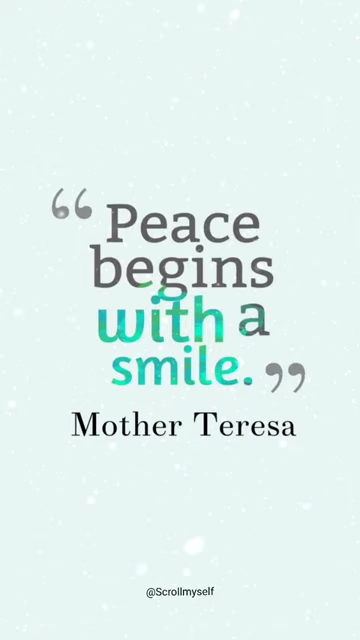 “Peace
begins
with a
smile.”
Mother Teresa
@Scrollmyself